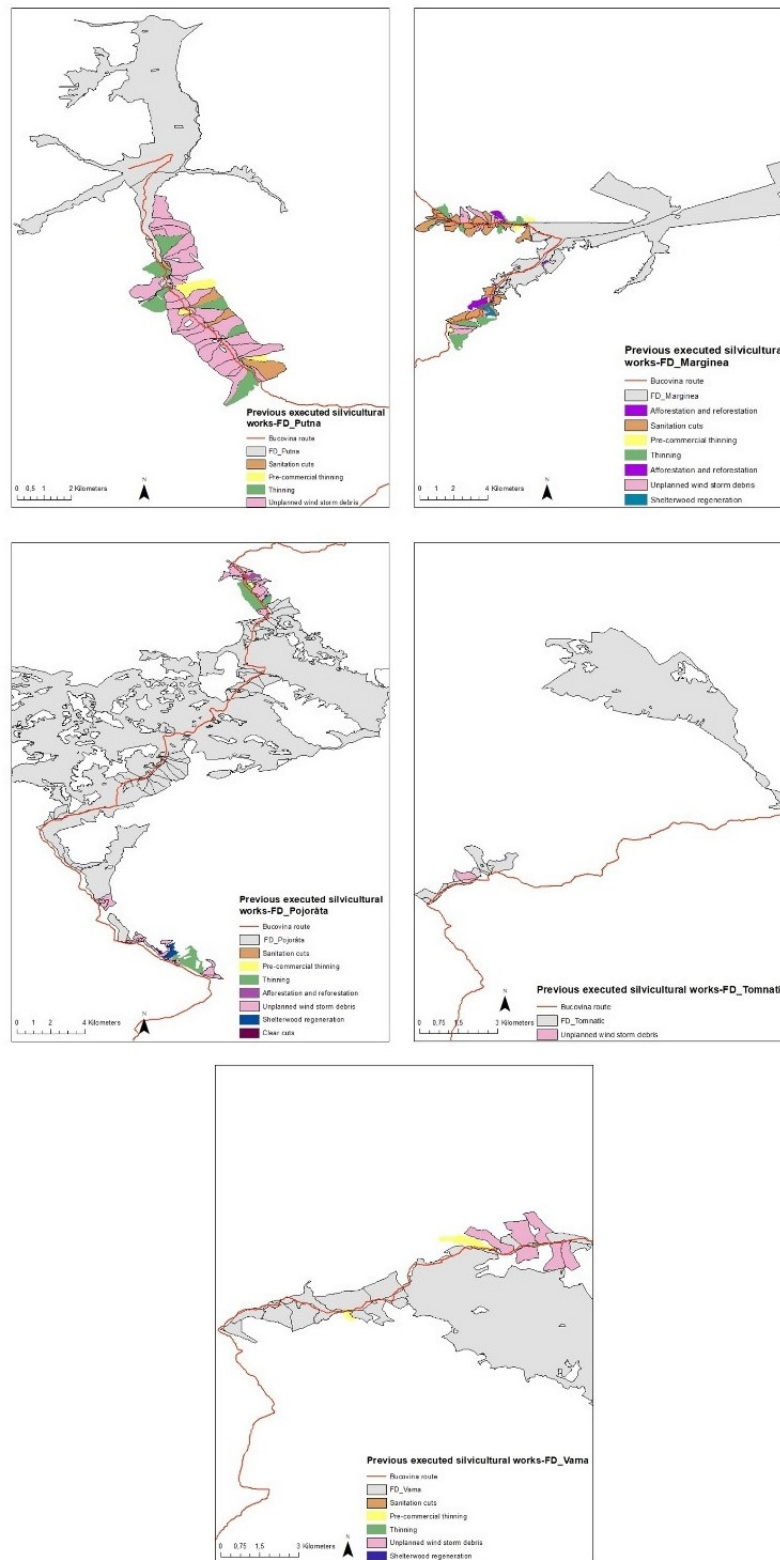 Previous executed silvicultural
works-FD_Putna
Bucovina route
FD_Putna
Sanitation cuts
Pre-commercial thinning
Thinning
Unplanned wind storm debris
0 0,5 1 2 Kilometers
N
Previous executed silvicultural
works-FD_Marginea
Bucovina route
FD_Marginea
Afforestation and reforestation
Sanitation cuts
Pre-commercial thinning
Thinning
Afforestation and reforestation
Unplanned wind storm debris
Shelterwood regeneration
0 1 2 4 Kilometers
N
Previous executed silvicultural
works-FD_Pojorâta
Bucovina route
FD_Pojorâta
Sanitation cuts
Pre-commercial thinning
Thinning
Afforestation and reforestation
Unplanned wind storm debris
Shelterwood regeneration
Clear cuts
0 1 2 4 Kilometers
N
Previous executed silvicultural works-FD_Tomnatic
Bucovina route
FD_Tomnatic
Unplanned wind storm debris
0 0,75 1,5 3 Kilometers
N
Previous executed silvicultural works-FD_Vama
Bucovina route
FD_Vama
Sanitation cuts
Pre-commercial thinning
Thinning
Unplanned wind storm debris
Shelterwood regeneration
0 0,75 1,5 3 Kilometers
N